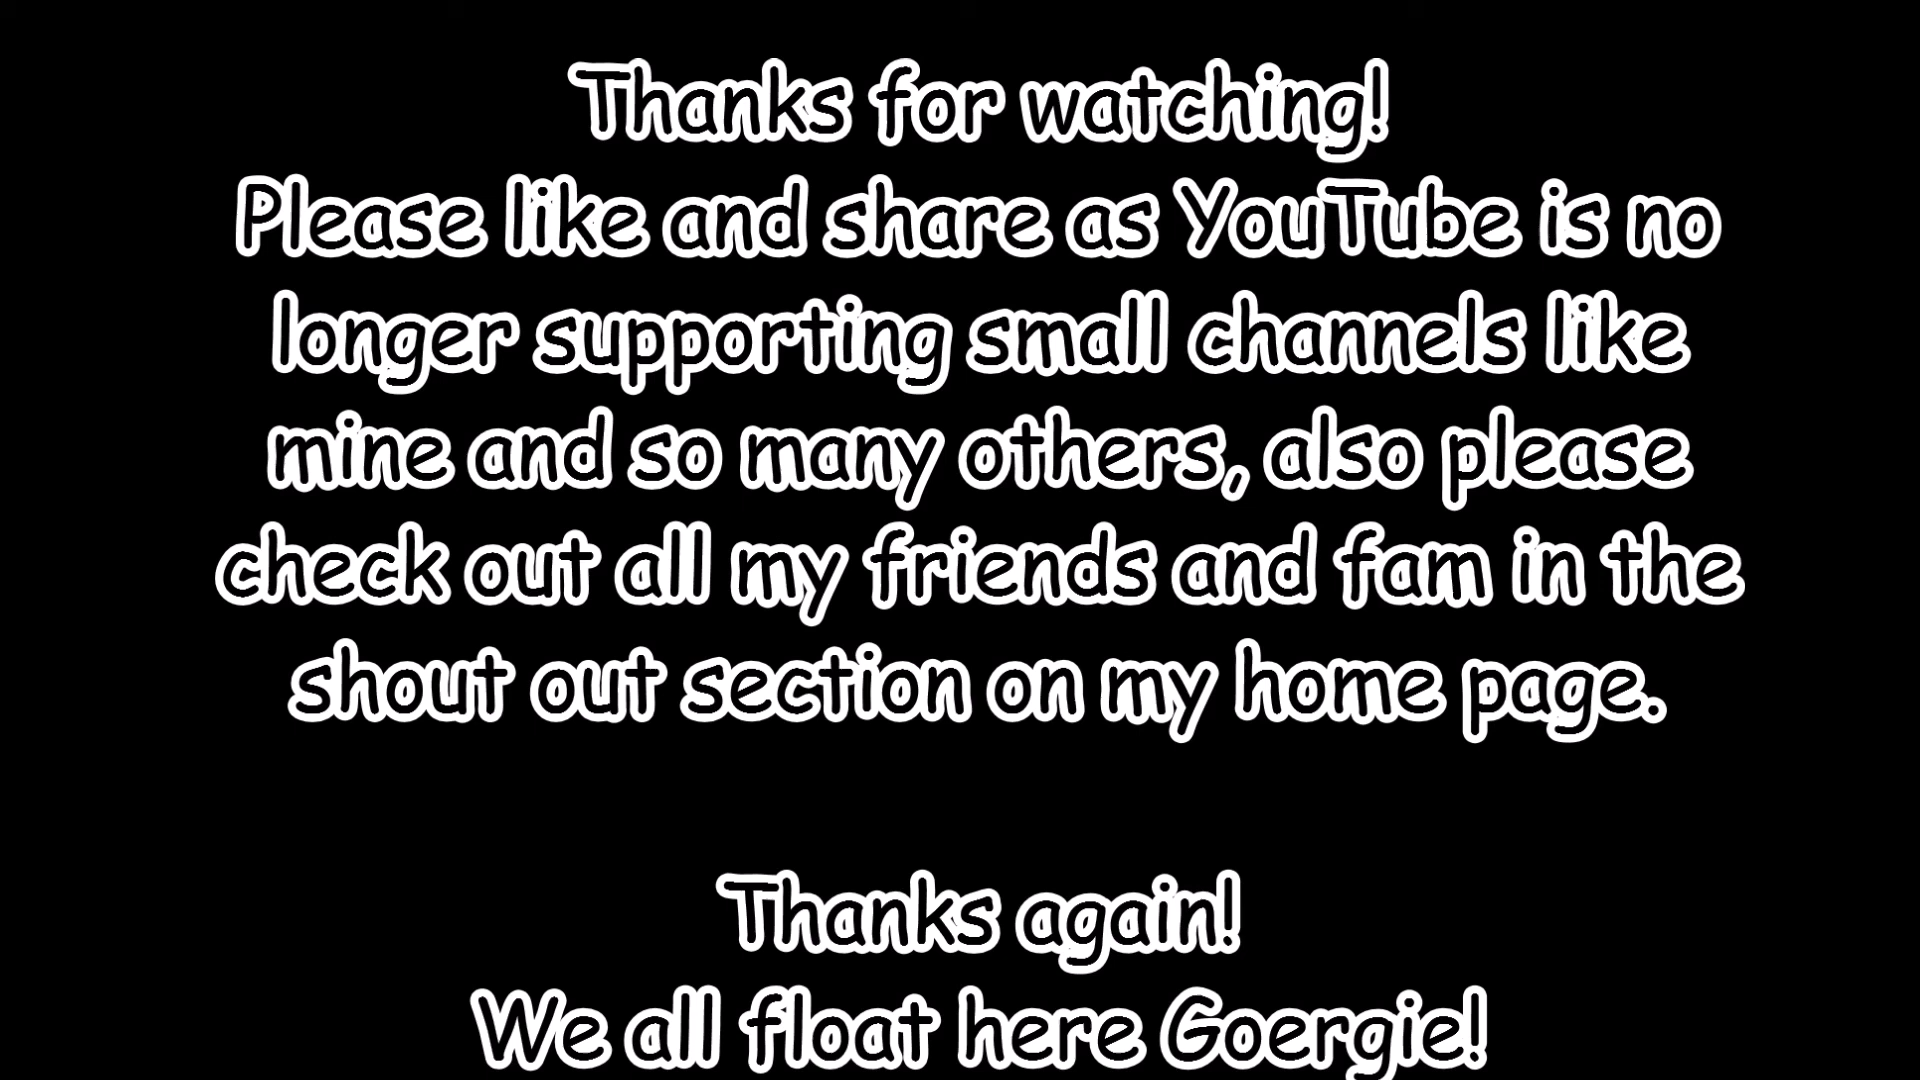 Thanks for watching!
Please like and share as YouTube is no
longer supporting small channels like
mine and so many others, also please
check out all my friends and fam in the
shout out section on my home page.
Thanks again!
We all float here Goergie!